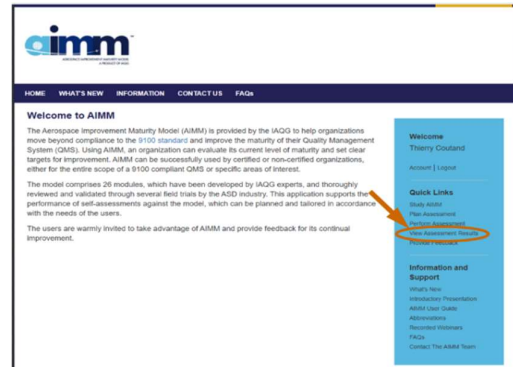 aimm
AEROSPACE IMPROVEMENT MATURITY MODEL
A PRODUCT OF IAQG
HOME WHAT'S NEW INFORMATION CONTACT US FAQs
Welcome to AIMM
The Aerospace Improvement Maturity Model (AIMM) is provided by the IAQG to help organizations
move beyond compliance to the 9100 standard and improve the maturity of their Quality Management
System (QMS). Using AIMM, an organization can evaluate its current level of maturity and set clear
targets for improvement. AIMM can be successfully used by certified or non-certified organizations,
either for the entire scope of a 9100 compliant QMS or specific areas of interest.
The model comprises 26 modules, which have been developed by IAQG experts, and thoroughly
reviewed and validated through several field trials by the ASD industry. This application supports the
performance of self-assessments against the model, which can be planned and tailored in accordance
with the needs of the users.
The users are warmly invited to take advantage of AIMM and provide feedback for its continual
improvement.
Welcome
Thierry Coutand
Account | Logout
Quick Links
Study AIMM
Plan Assessment
Perform Assessment
View Assessment Results
Provide Feedback
Information and
Support
What's New
Introductory Presentation
AIMM User Guide
Abbreviations
Recorded Webinars
FAQs
Contact The AIMM Team